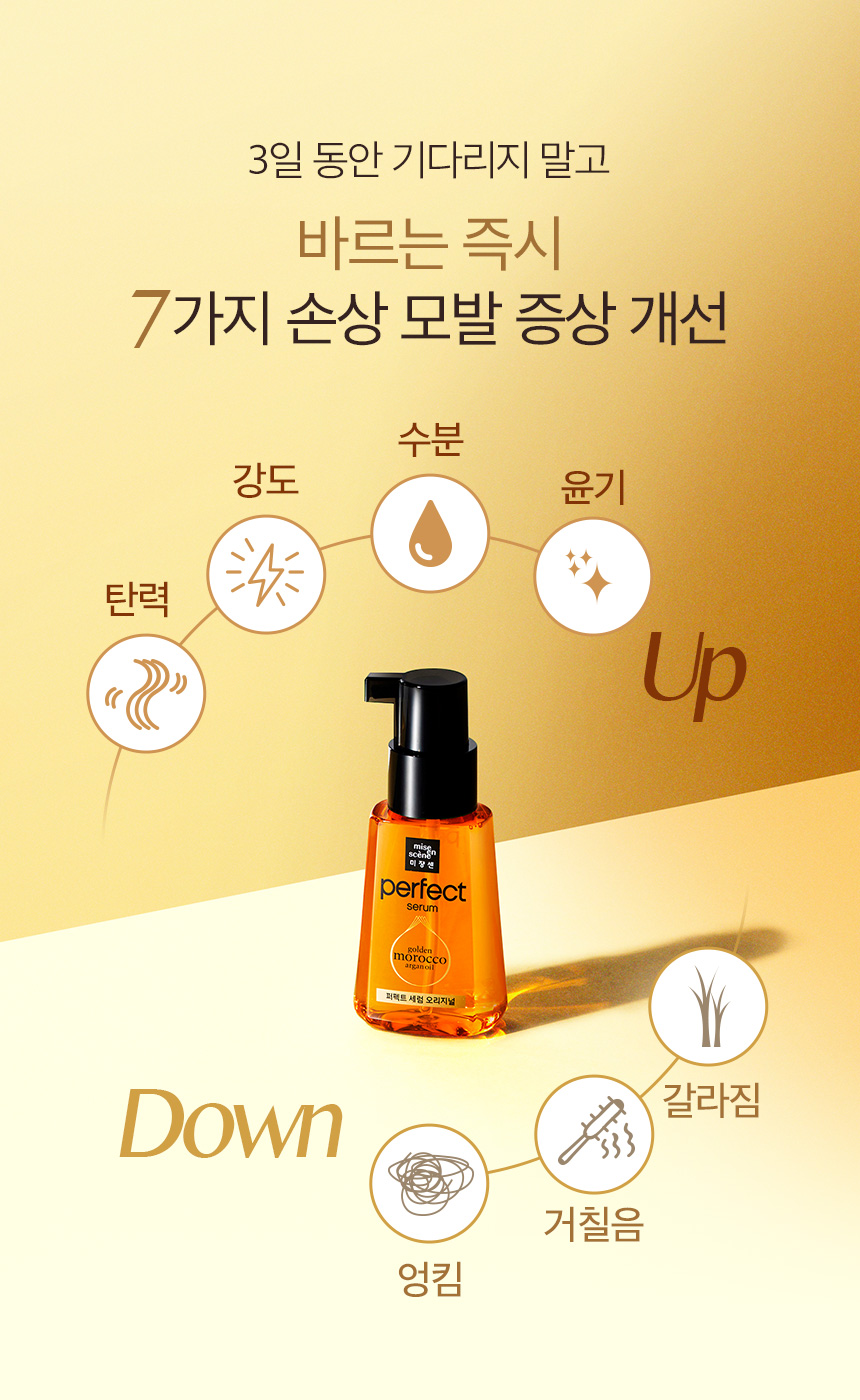 3일 동안 기다리지 말고
바르는 즉시
7가지 손상 모발 증상 개선
수분
강도
윤기
탄력
Up
mise
en
scène
미쟝센
perfect
serum
golden
morocco
argan oil
퍼펙트 세럼 오리지널
Down
갈라짐
거칠음
엉킴